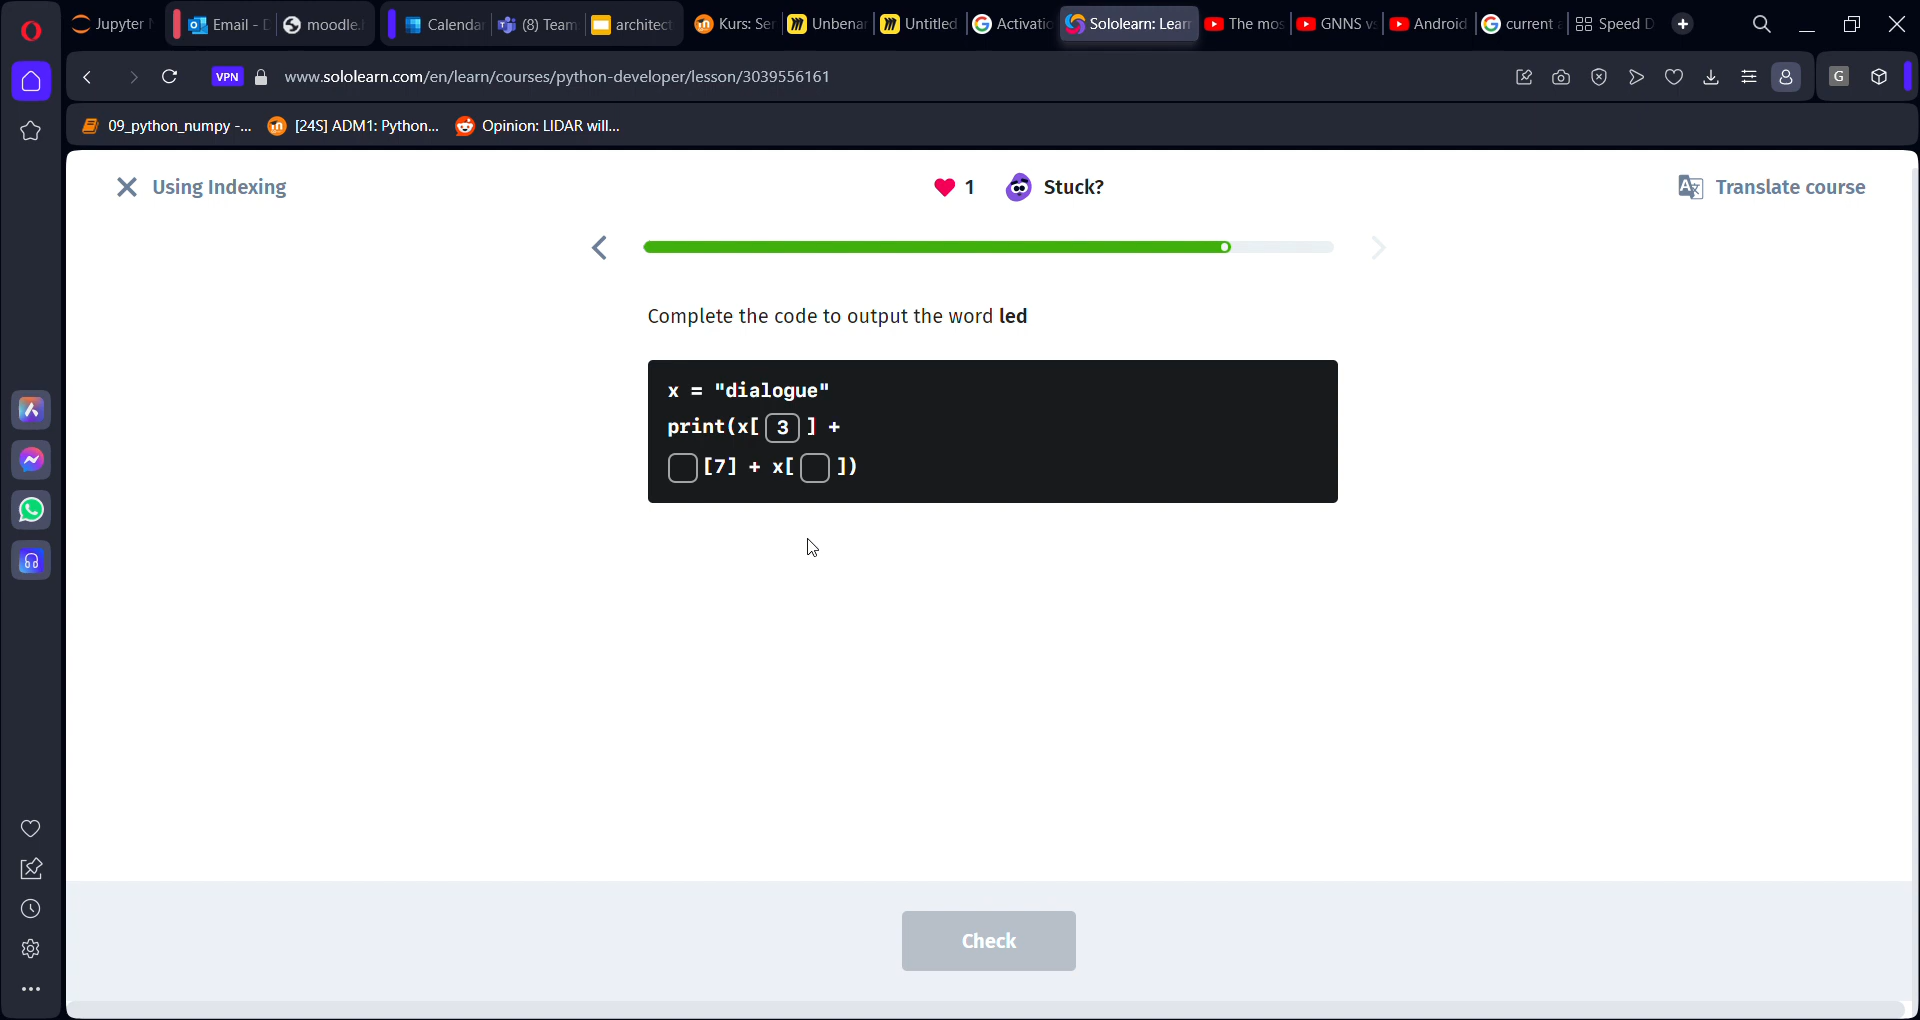 Jupyter
Email -
moodle.
Calenda
(8) Team
architect
Kurs: Se
Unbena
Untitled
Activati
Sololearn: Lear
The mos
GNNS v
Android
current
Speed D
VPN
www.sololearn.com/en/learn/courses/python-developer/lesson/3039556161
G
09_python_numpy -...
[24S] ADM1: Python...
Opinion: LIDAR will...
Using Indexing
1
Stuck?
Translate course
Complete the code to output the word led
x = "dialogue"
print(x[ 3 ] +
[7] + x[ ])
Check